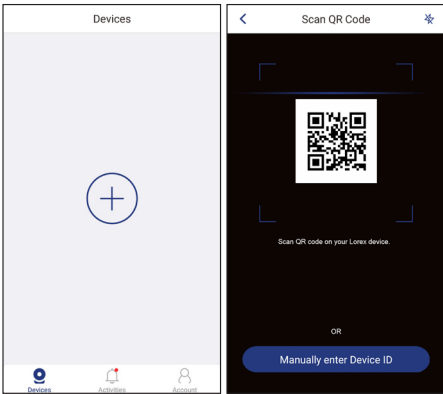 Devices
Devices
Activities
Account
Scan QR Code
Scan QR code on your Lorex device.
OR
Manually enter Device ID